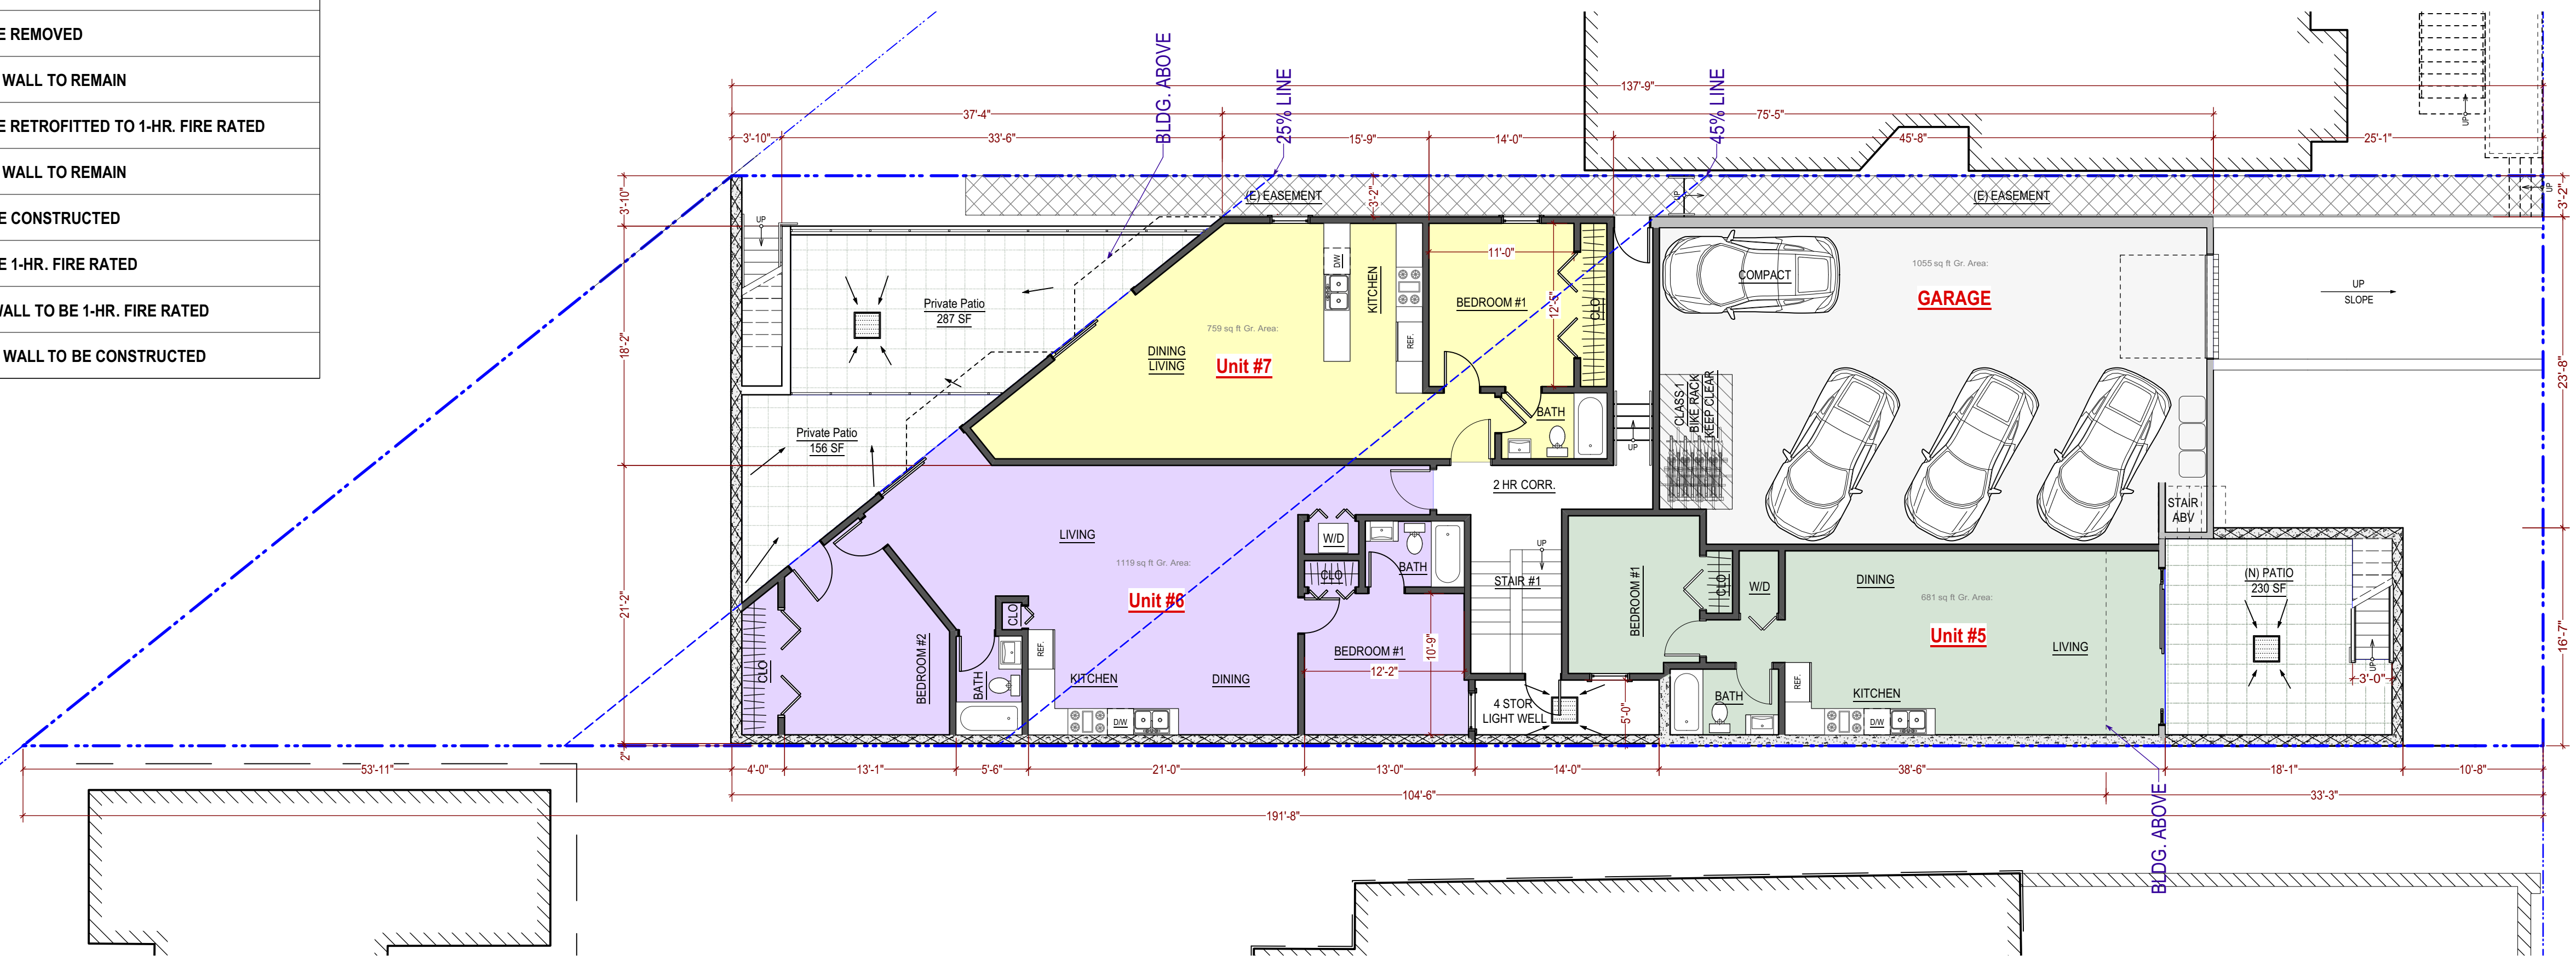 E REMOVED
WALL TO REMAIN
E RETROFITTED TO 1-HR. FIRE RATED
WALL TO REMAIN
E CONSTRUCTED
E 1-HR. FIRE RATED
WALL TO BE 1-HR. FIRE RATED
WALL TO BE CONSTRUCTED
BLDG. ABOVE
25% LINE
45% LINE
137'-9"
37'-4"
75'-5"
3'-10"
33'-6"
15'-9"
14'-0"
45'-8"
25'-1"
UP
3'-10"
(E) EASEMENT
3'-2"
UP
(E) EASEMENT
UP
3'-2"
UP
Private Patio
287 SF
18'-2"
759 sq ft Gr. Area:
DINING
LIVING
Unit #7
D/W
KITCHEN
REF.
11'-0"
BEDROOM #1
12'-5"
CLO
BATH
UP
COMPACT
1055 sq ft Gr. Area:
GARAGE
CLASS 1
BIKE RACK
KEEP CLEAR
UP
SLOPE
23'-8"
Private Patio
156 SF
2 HR CORR.
STAIR
ABV
21'-2"
LIVING
1119 sq ft Gr. Area:
Unit #6
W/D
CLO
BATH
UP
STAIR #1
BEDROOM #1
CLO
W/D
DINING
681 sq ft Gr. Area:
Unit #5
LIVING
(N) PATIO
230 SF
UP
3'-0"
16'-7"
CLO
BEDROOM #2
CLO
BATH
REF.
KITCHEN
DINING
D/W
BEDROOM #1
10'-9"
12'-2"
4 STOR
LIGHT WELL
5'-0"
BATH
REF.
KITCHEN
D/W
2"
53'-11"
4'-0"
13'-1"
5'-6"
21'-0"
13'-0"
14'-0"
38'-6"
18'-1"
10'-8"
104'-6"
33'-3"
191'-8"
BLDG. ABOVE